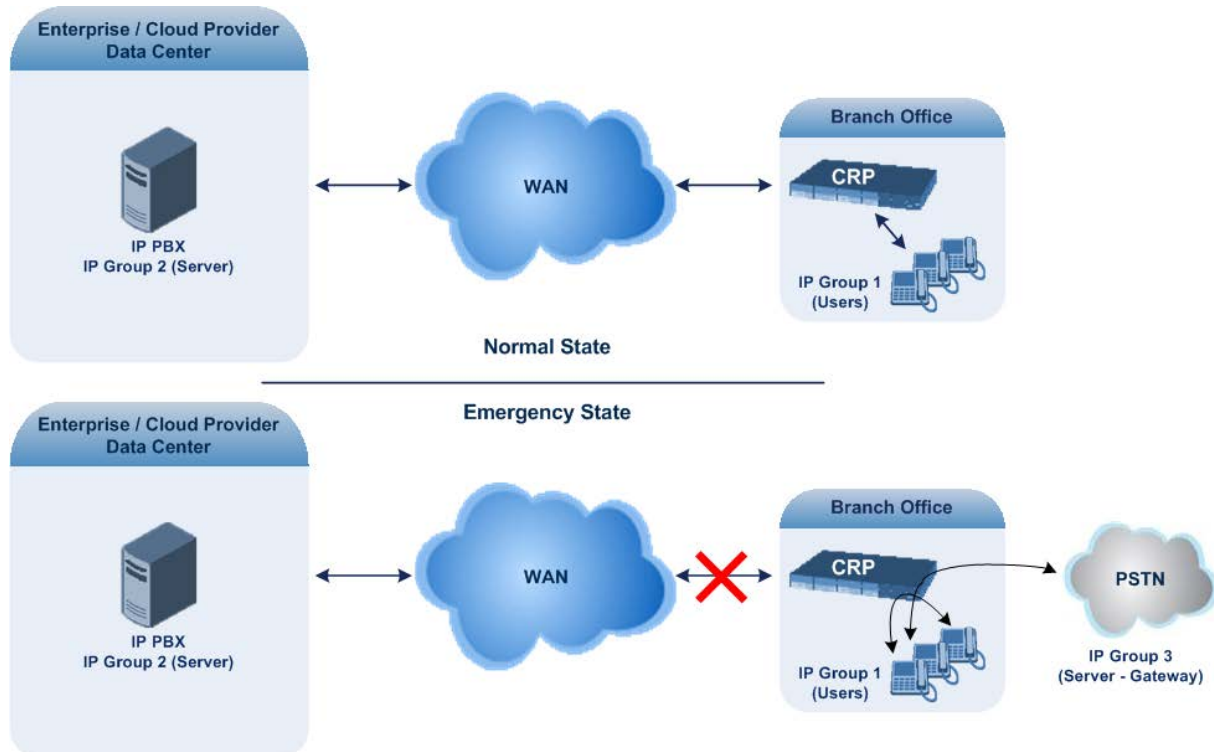 Enterprise / Cloud Provider
Data Center
IP PBX
IP Group 2 (Server)
WAN
Branch Office
CRP
IP Group 1
(Users)
Normal State
Emergency State
Enterprise / Cloud Provider
Data Center
IP PBX
IP Group 2 (Server)
WAN
Branch Office
CRP
IP Group 1
(Users)
PSTN
IP Group 3
(Server - Gateway)